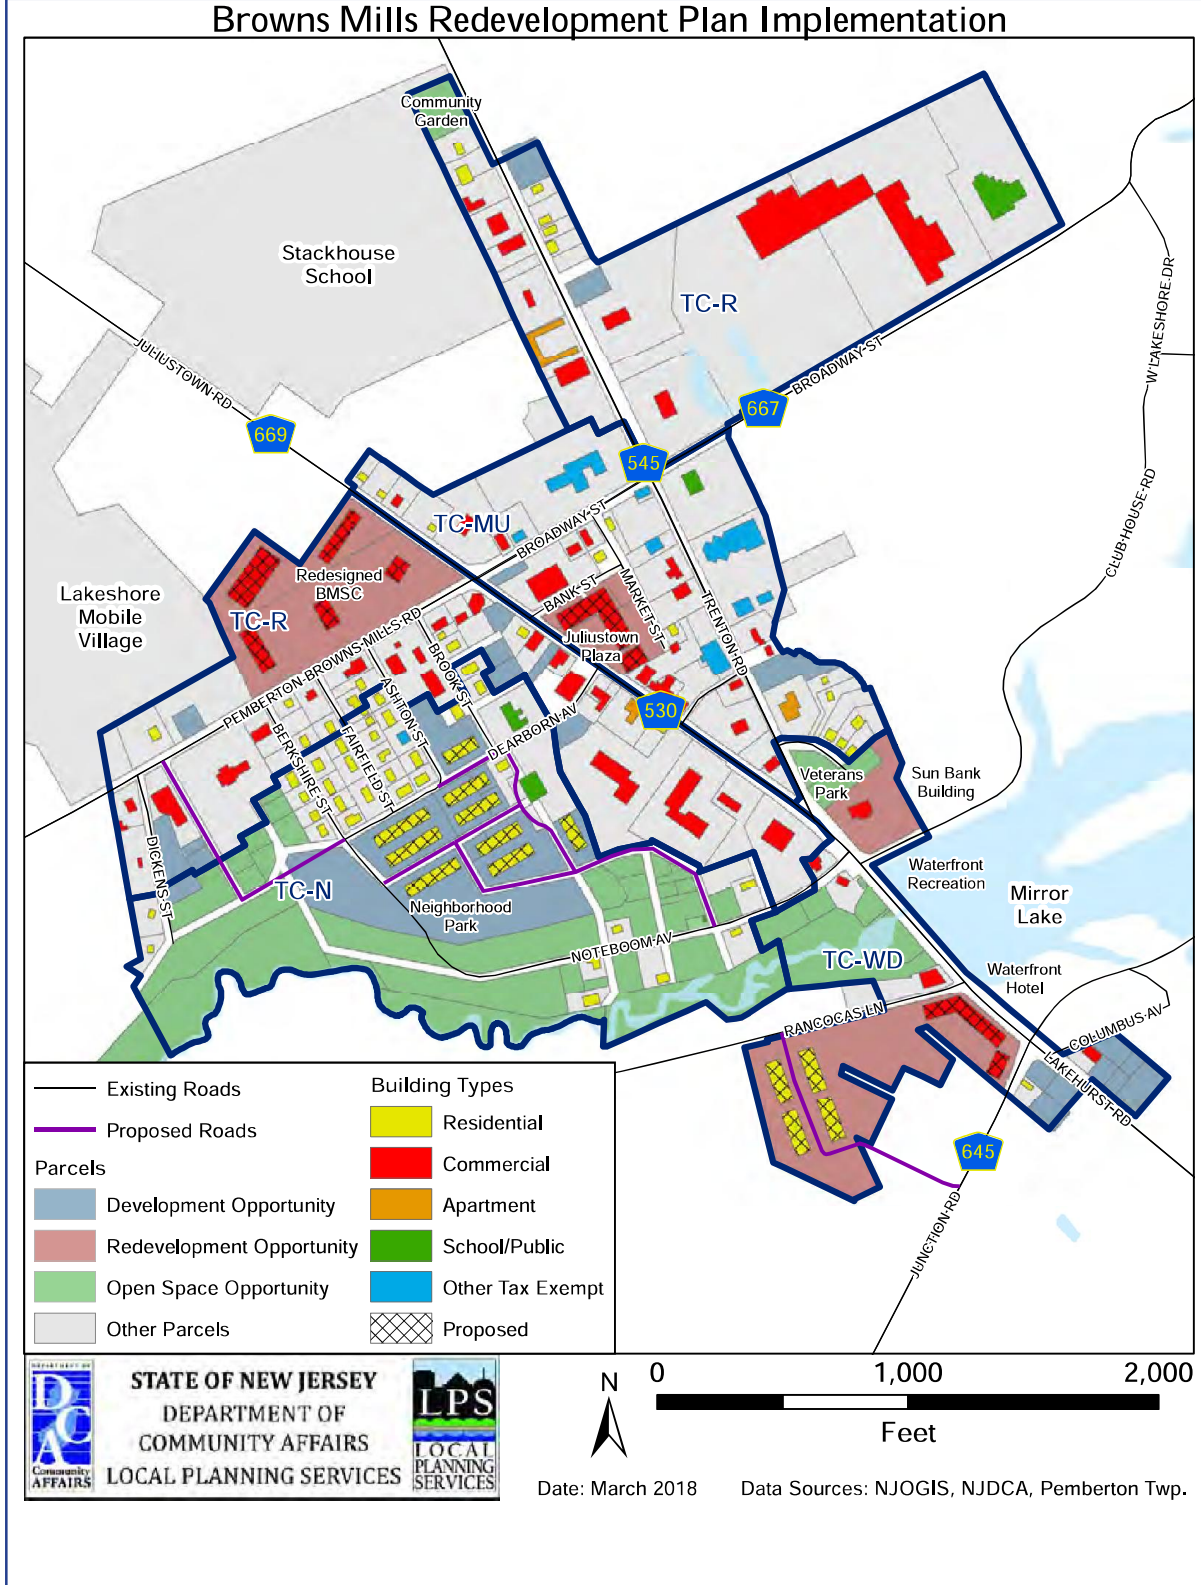 Browns Mills Redevelopment Plan Implementation
Community
Garden
Stackhouse
School
TC-R
W LAKESHORE DR
JULIUSTOWN RD
BROADWAY ST
667
669
545
TC-MU
BROADWAY ST
CLUB HOUSE RD
Redesigned
BMSC
Lakeshore
Mobile
Village
TC-R
BANK ST
MARKET ST
TRENTON RD
Juliustown
Plaza
PEMBERTON BROWNS MILLS RD
BROOK ST
ASHTON ST
530
DEARBORN AV
BERKSHIRE ST
FAIRFIELD ST
Veterans
Park
Sun Bank
Building
DICKENS ST
TC-N
Neighborhood
Park
Waterfront
Recreation
Mirror
Lake
NOTEBOOM AV
TC-WD
Waterfront
Hotel
RANCOCAS LN
COLUMBUS AV
LAKEHURST RD
645
JUNCTION RD
Existing Roads
Proposed Roads
Parcels
Development Opportunity
Redevelopment Opportunity
Open Space Opportunity
Other Parcels
Building Types
Residential
Commercial
Apartment
School/Public
Other Tax Exempt
Proposed
DEPARTMENT OF
DCA
Community
AFFAIRS
STATE OF NEW JERSEY
DEPARTMENT OF
COMMUNITY AFFAIRS
LOCAL PLANNING SERVICES
LPS
LOCAL
PLANNING
SERVICES
N
0 1,000 2,000
Feet
Date: March 2018
Data Sources: NJOGIS, NJDCA, Pemberton Twp.